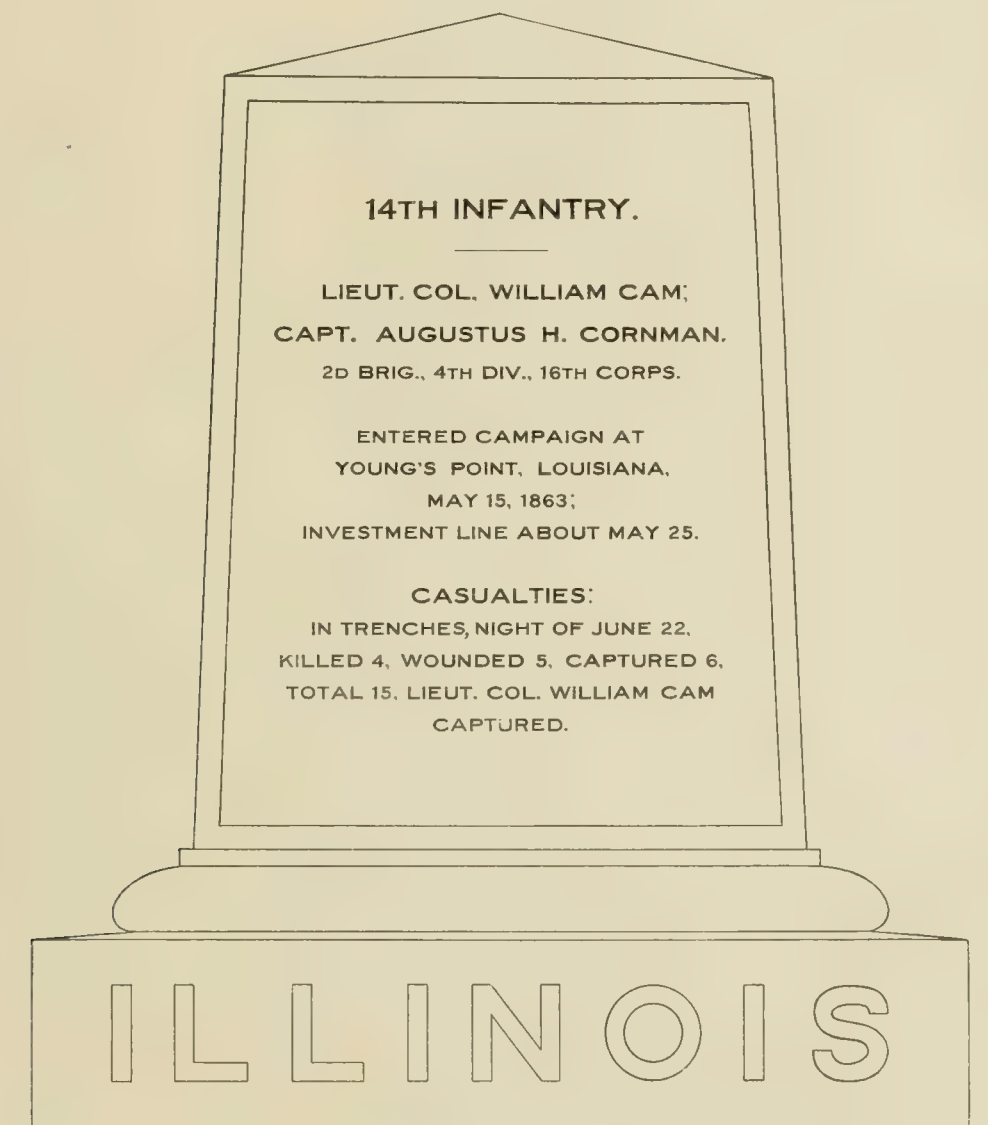 14TH INFANTRY.
LIEUT. COL. WILLIAM CAM;
CAPT. AUGUSTUS H. CORNMAN.
2D BRIG., 4TH DIV., 16TH CORPS.
ENTERED CAMPAIGN AT
YOUNG'S POINT, LOUISIANA,
MAY 15, 1863;
INVESTMENT LINE ABOUT MAY 25.
CASUALTIES:
IN TRENCHES, NIGHT OF JUNE 22,
KILLED 4, WOUNDED 5, CAPTURED 6,
TOTAL 15. LIEUT. COL. WILLIAM CAM
CAPTURED.
ILLINOIS